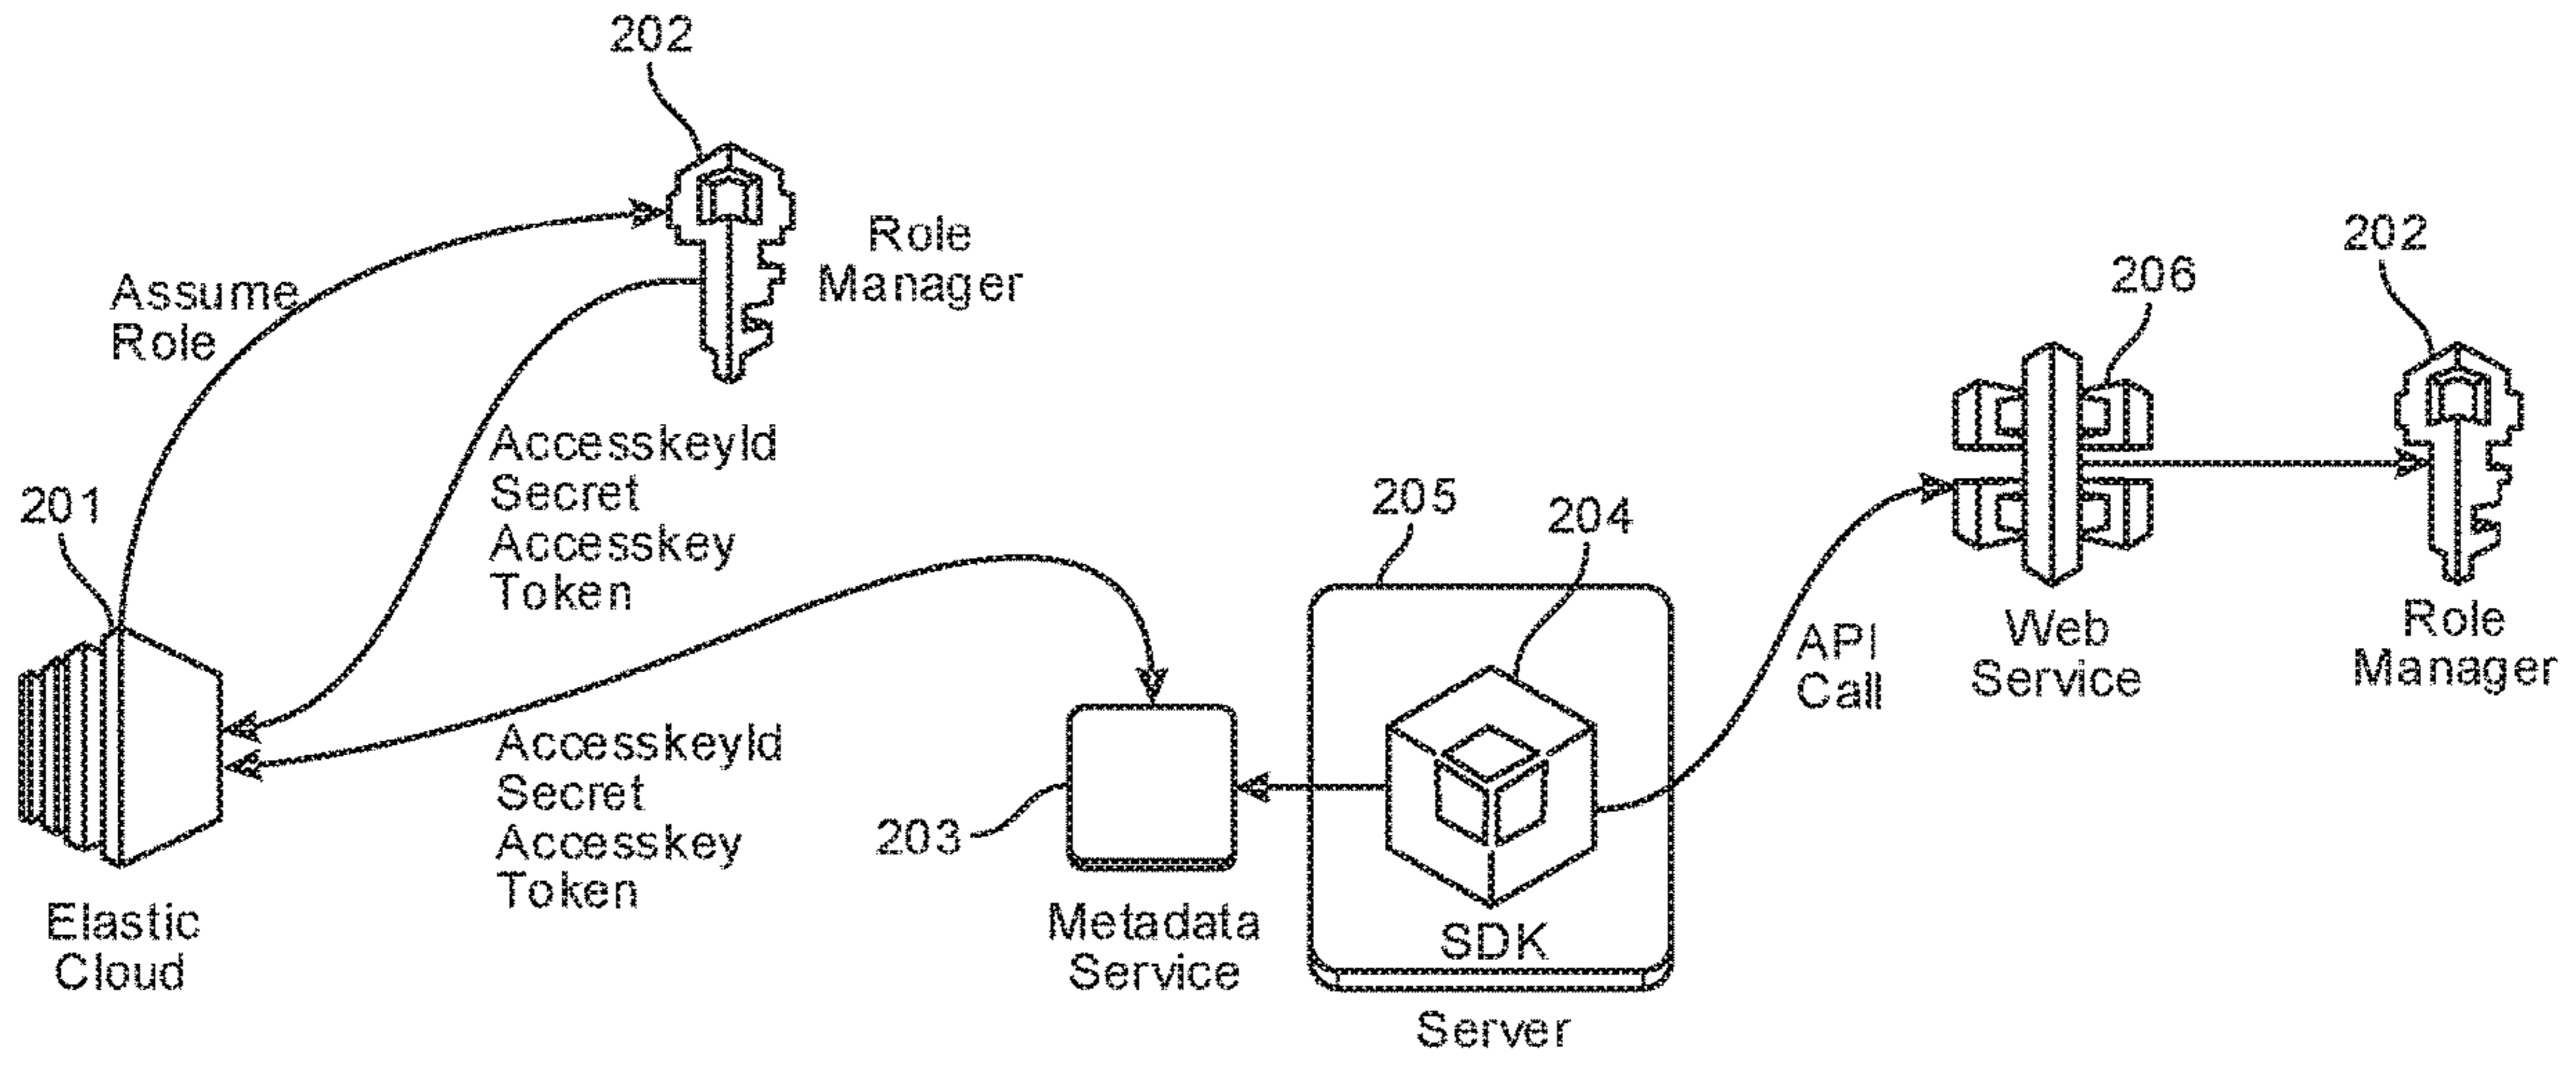 202
Role
Manager
Assume
Role
AccesskeyId
Secret
Accesskey
Token
201
Elastic
Cloud
AccesskeyId
Secret
Accesskey
Token
203
Metadata
Service
205
204
SDK
Server
API
Call
206
Web
Service
202
Role
Manager